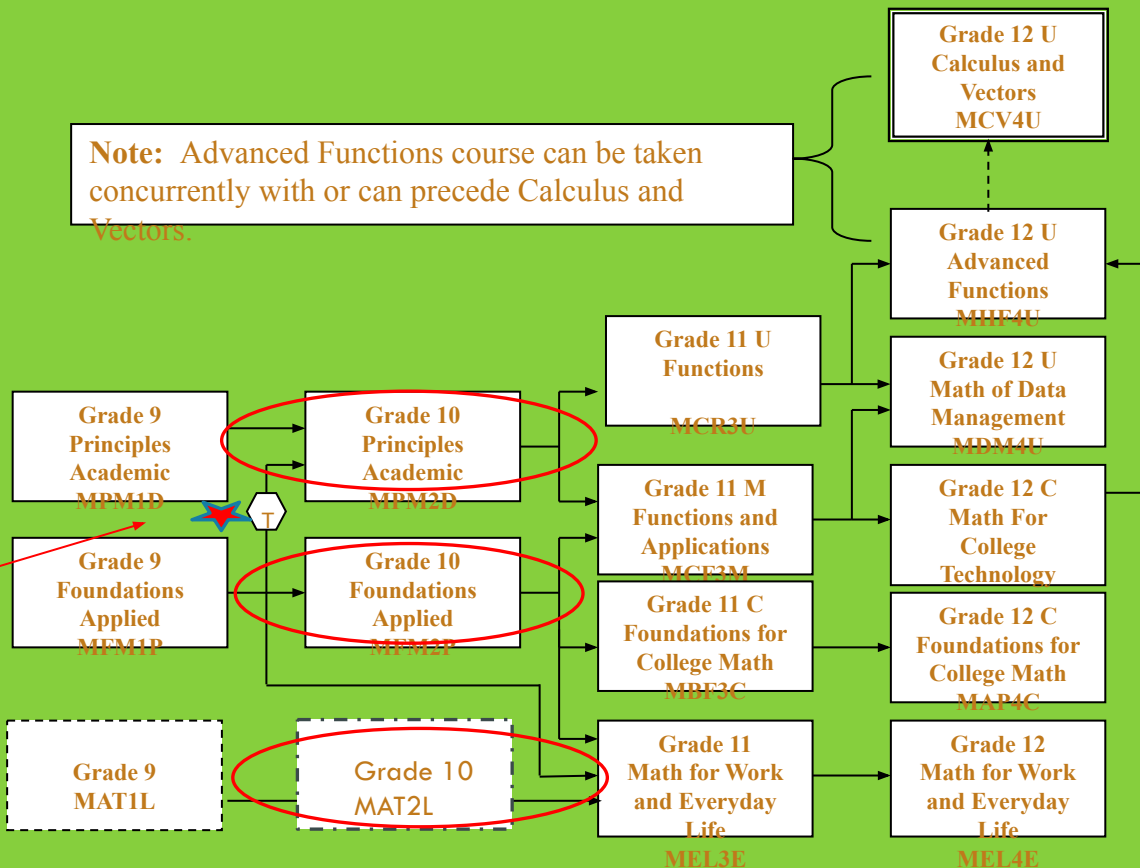 Grade 12 U
Calculus and
Vectors
MCV4U
Note: Advanced Functions course can be taken
concurrently with or can precede Calculus and
Vectors.
Grade 12 U
Advanced
Functions
MHF4U
Grade 11 U
Functions
MCR3U
Grade 12 U
Math of Data
Management
MDM4U
Grade 9
Principles
Academic
MPM1D
Grade 10
Principles
Academic
MPM2D
T
Grade 11 M
Functions and
Applications
MCF3M
Grade 12 C
Math For
College
Technology
Grade 9
Foundations
Applied
MFM1P
Grade 10
Foundations
Applied
MFM2P
Grade 11 C
Foundations for
College Math
MBF3C
Grade 12 C
Foundations for
College Math
MAP4C
Grade 9
MAT1L
Grade 10
MAT2L
Grade 11
Math for Work
and Everyday
Life
MEL3E
Grade 12
Math for Work
and Everyday
Life
MEL4E